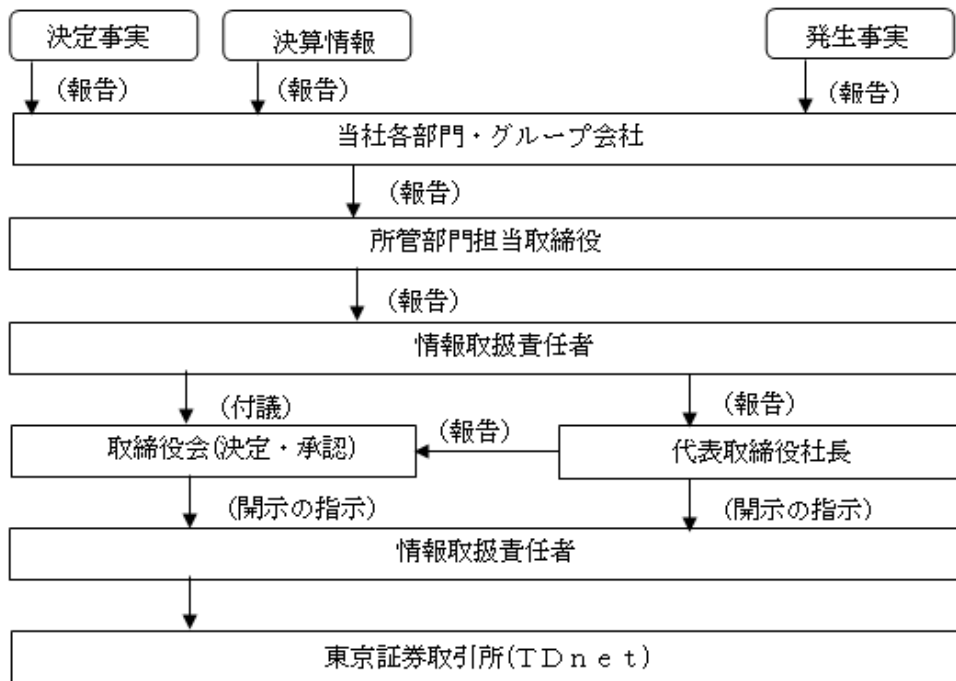 決定事実
決算情報
発生事実
(報告)
(報告)
(報告)
当社各部門・グループ会社
(報告)
所管部門担当取締役
(報告)
情報取扱責任者
(付議)
(報告)
取締役会(決定・承認)
(報告)
代表取締役社長
(開示の指示)
(開示の指示)
情報取扱責任者
東京証券取引所(TDnet)